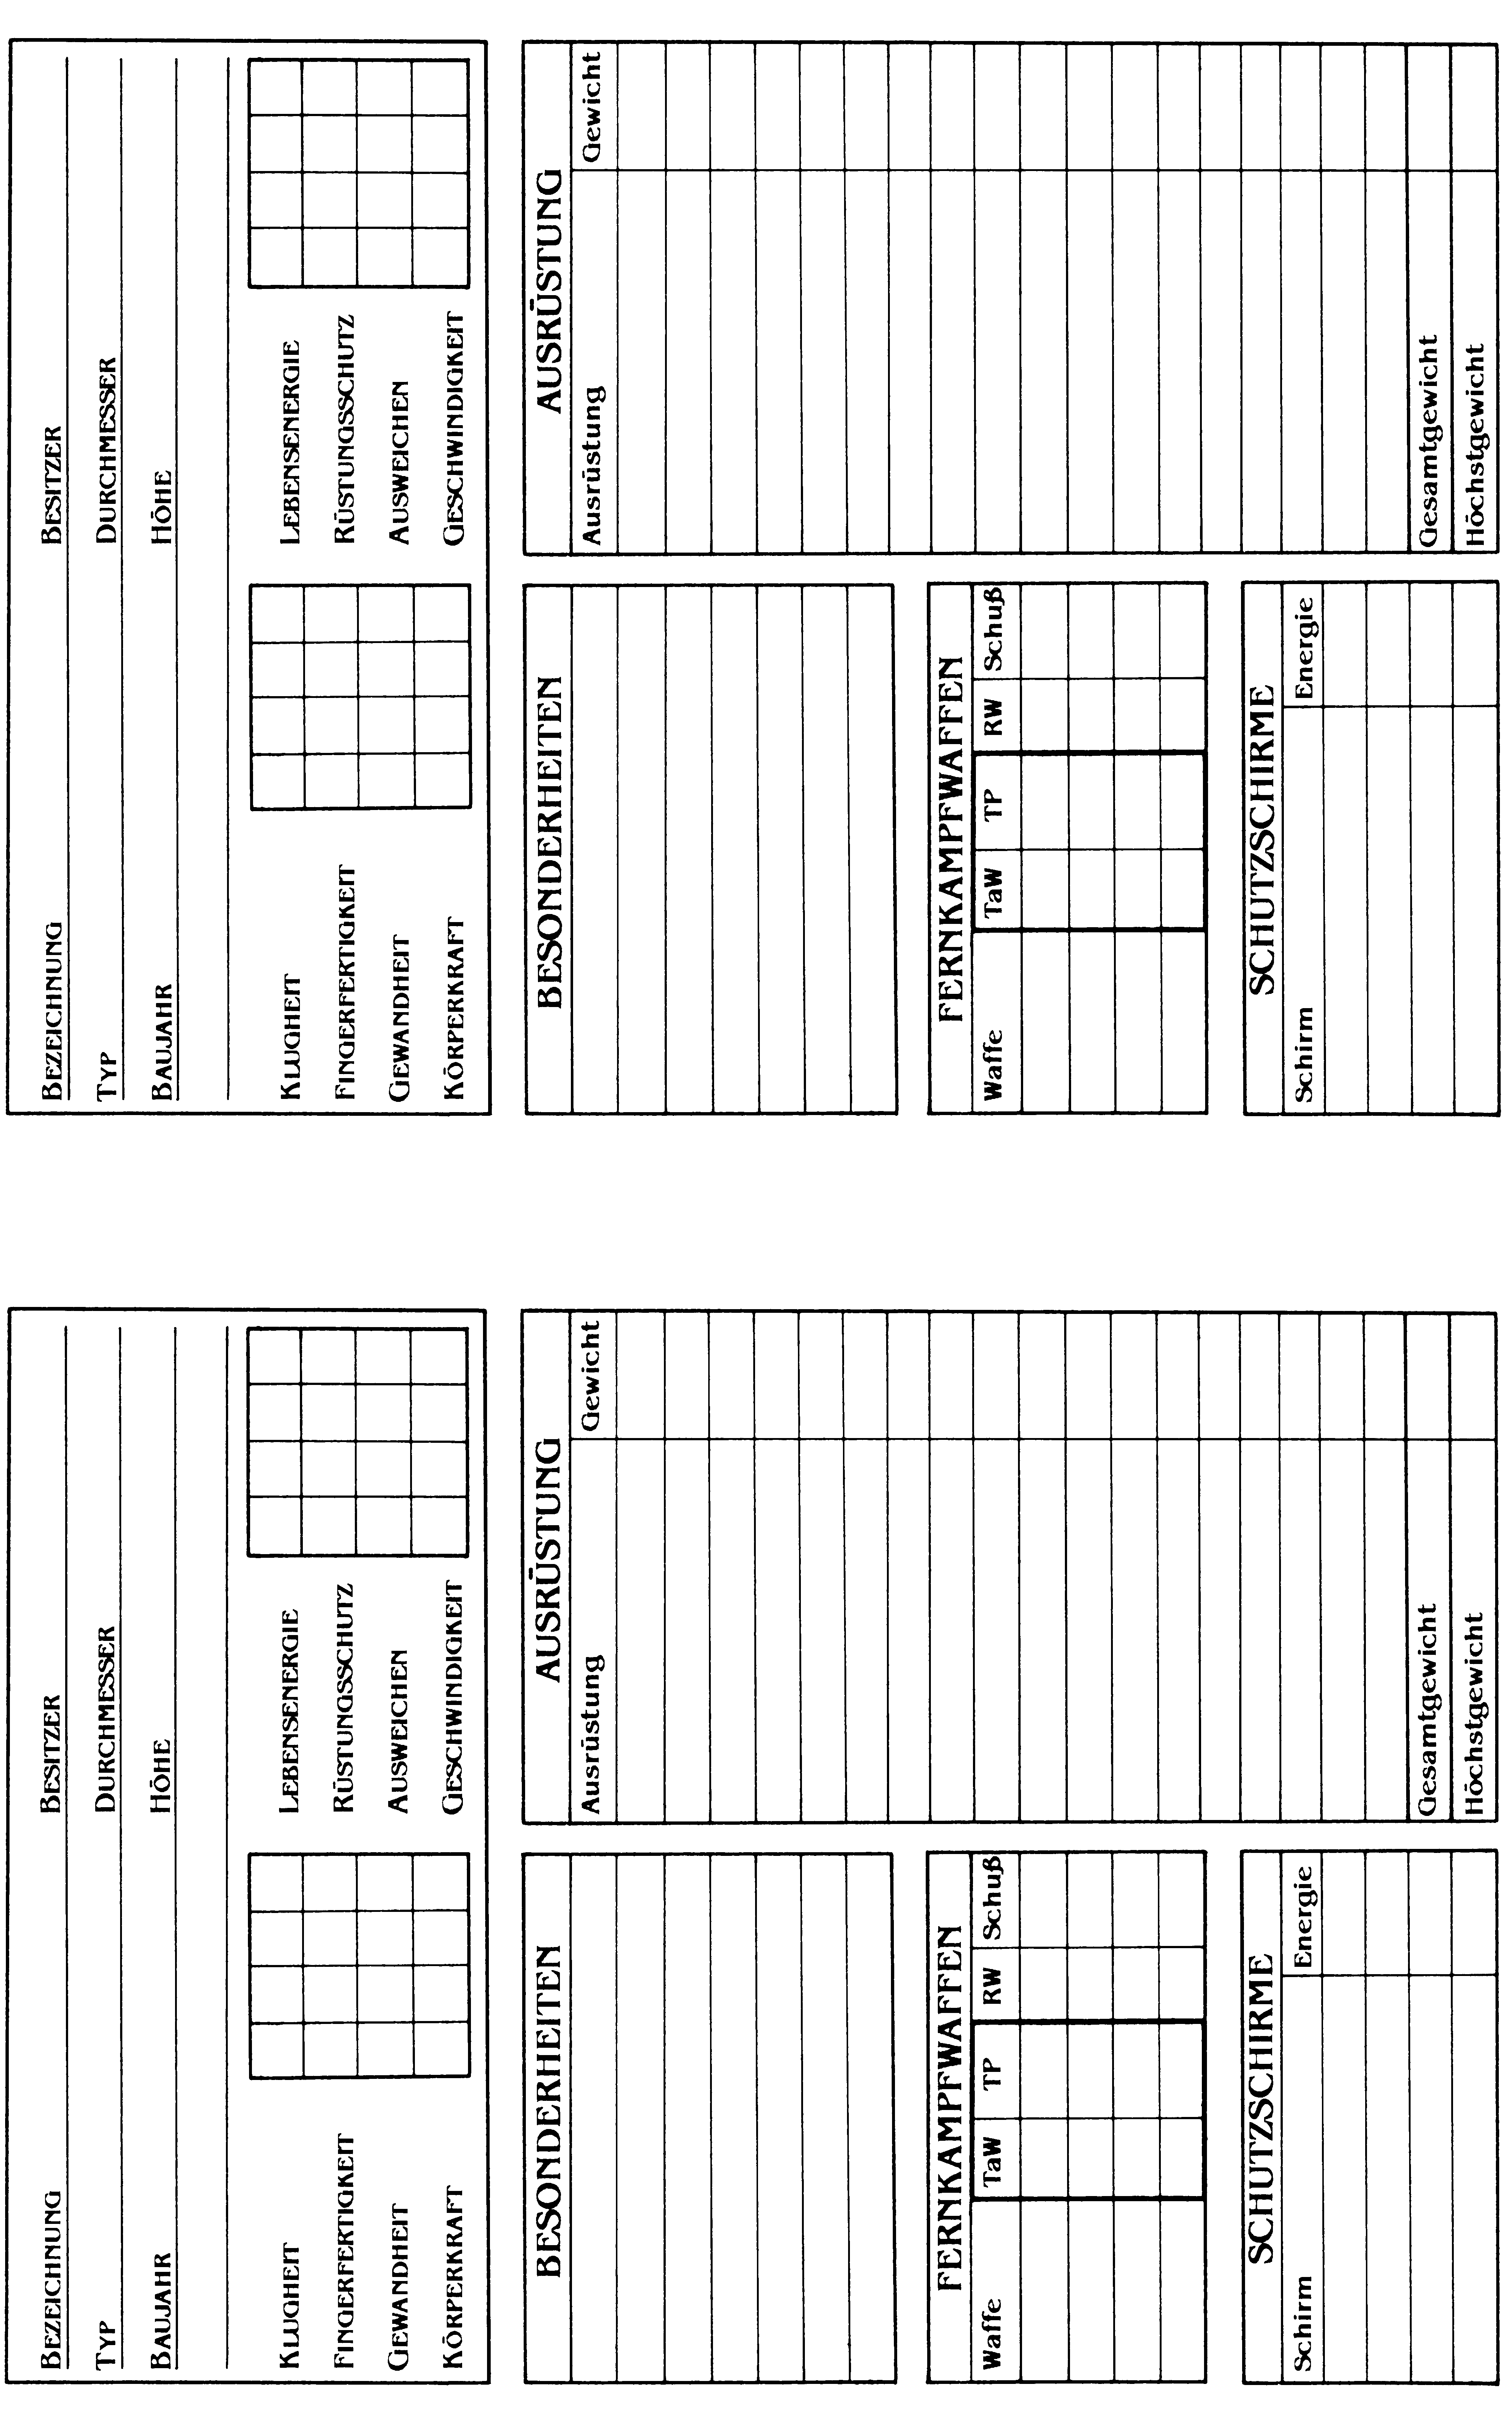 BEZEICHNUNG BESITZER
TYP DURCHMESSER
BAUJAHR HÖHE
KLUGHEIT LEBENSENERGIE
FINGERFERTIGKEIT RÜSTUNGSSCHUTZ
GEWANDHEIT AUSWEICHEN
KÖRPERKRAFT GESCHWINDIGKEIT
BESONDERHEITEN
FERNKAMPFWAFFEN
Waffe TaW TP RW Schuß
SCHUTZSCHIRME
Schirm Energie
AUSRÜSTUNG
Ausrüstung Gewicht
Gesamtgewicht
Höchstgewicht
BEZEICHNUNG BESITZER
TYP DURCHMESSER
BAUJAHR HÖHE
KLUGHEIT LEBENSENERGIE
FINGERFERTIGKEIT RÜSTUNGSSCHUTZ
GEWANDHEIT AUSWEICHEN
KÖRPERKRAFT GESCHWINDIGKEIT
BESONDERHEITEN
FERNKAMPFWAFFEN
Waffe TaW TP RW Schuß
SCHUTZSCHIRME
Schirm Energie
AUSRÜSTUNG
Ausrüstung Gewicht
Gesamtgewicht
Höchstgewicht